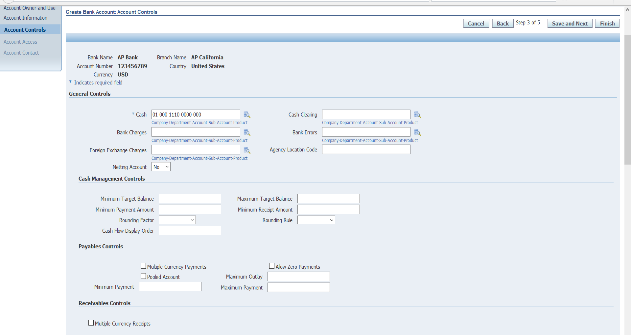 Account Owner and Use
Create Bank Account: Account Controls
Account Information
Account Controls
Account Access
Account Contact
Cancel Back Step 3 of 5 Save and Next Finish
Bank Name AP Bank Branch Name AP California
Account Number 123456789 Country United States
Currency USD
* Indicates required field
General Controls
* Cash 01-000-1110-0000-000 Cash Clearing
Company-Department-Account-Sub-Account-Product Company-Department-Account-Sub-Account-Product
Bank Charges Bank Errors
Company-Department-Account-Sub-Account-Product Company-Department-Account-Sub-Account-Product
Foreign Exchange Charges Agency Location Code
Company-Department-Account-Sub-Account-Product
Netting Account No
Cash Management Controls
Minimum Target Balance Maximum Target Balance
Minimum Payment Amount Minimum Receipt Amount
Rounding Factor Rounding Rule
Cash Flow Display Order
Payables Controls
Multiple Currency Payments Allow Zero Payments
Pooled Account Maximum Outlay
Minimum Payment Maximum Payment
Receivables Controls
Multiple Currency Receipts